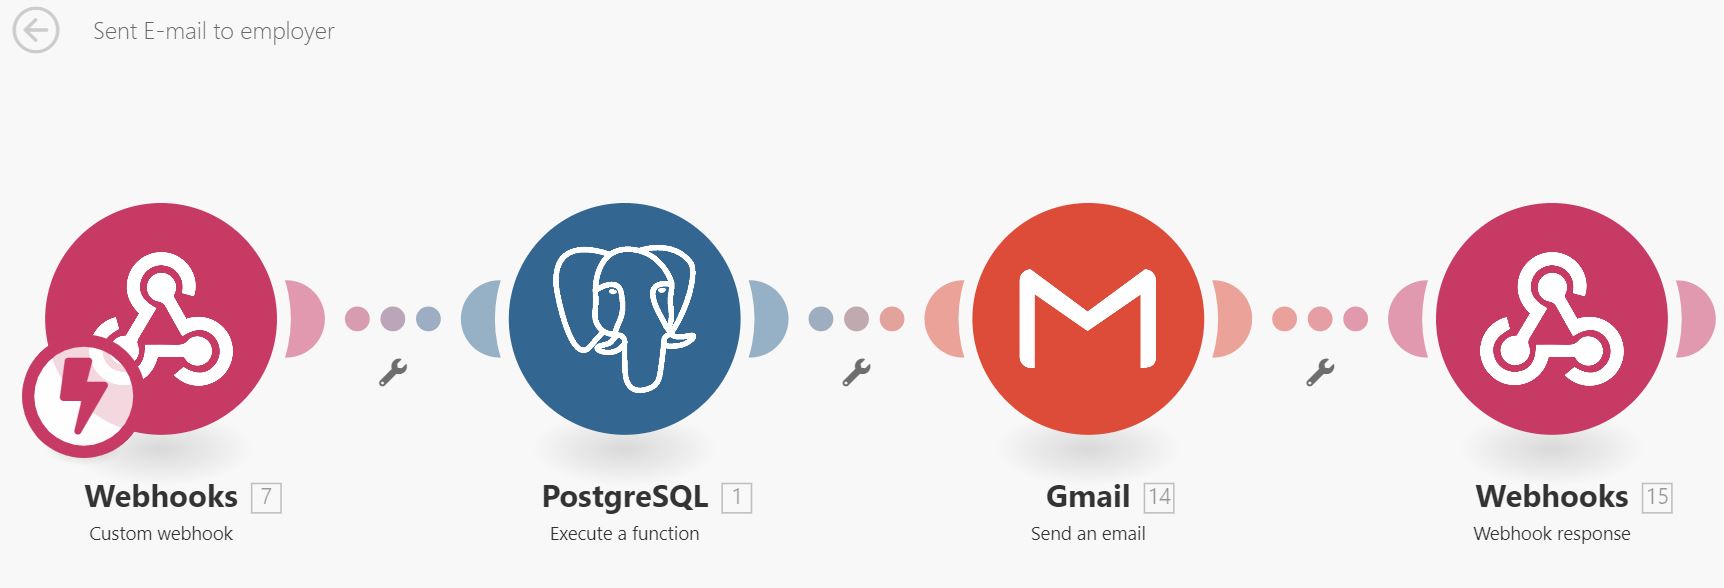 Sent E-mail to employer
Webhooks 7
Custom webhook
PostgreSQL 1
Execute a function
Gmail 14
Send an email
Webhooks 15
Webhook response